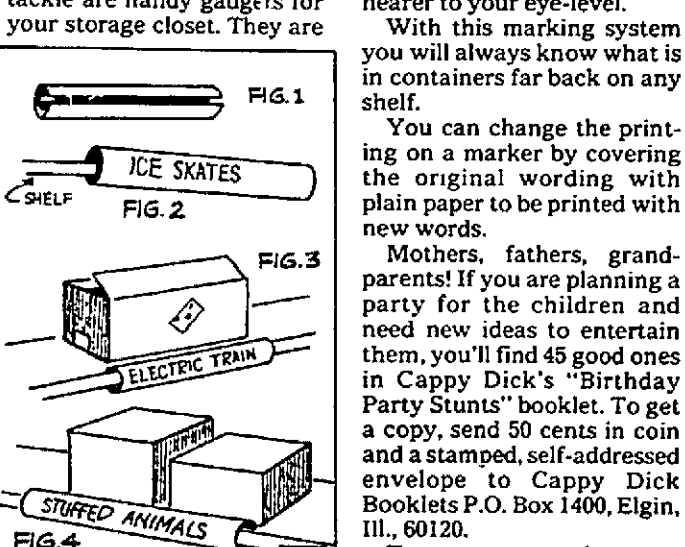 tackle are handy gaugers for
your storage closet. They are
FIG.1
ICE SKATES
SHELF
FIG.2
FIG.3
ELECTRIC TRAIN
STUFFED ANIMALS
FIG.4
nearer to your eye-level.
With this marking system
you will always know what is
in containers far back on any
shelf.
You can change the print-
ing on a marker by covering
the original wording with
plain paper to be printed with
new words.
Mothers, fathers, grand-
parents! If you are planning a
party for the children and
need new ideas to entertain
them, you'll find 45 good ones
in Cappy Dick's "Birthday
Party Stunts" booklet. To get
a copy, send 50 cents in coin
and a stamped, self-addressed
envelope to Cappy Dick
Booklets P.O. Box 1400, Elgin,
Ill., 60120.